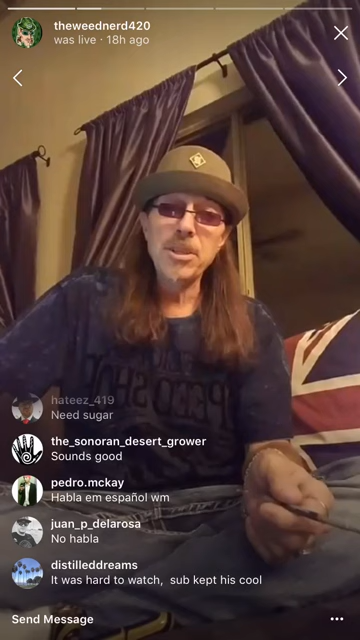 theweednerd420
was live · 18h ago
hateez_419
Need sugar
the_sonoran_desert_grower
Sounds good
pedro.mckay
Habla em español wm
juan_p_delarosa
No habla
distilleddreams
It was hard to watch, sub kept his cool
Send Message